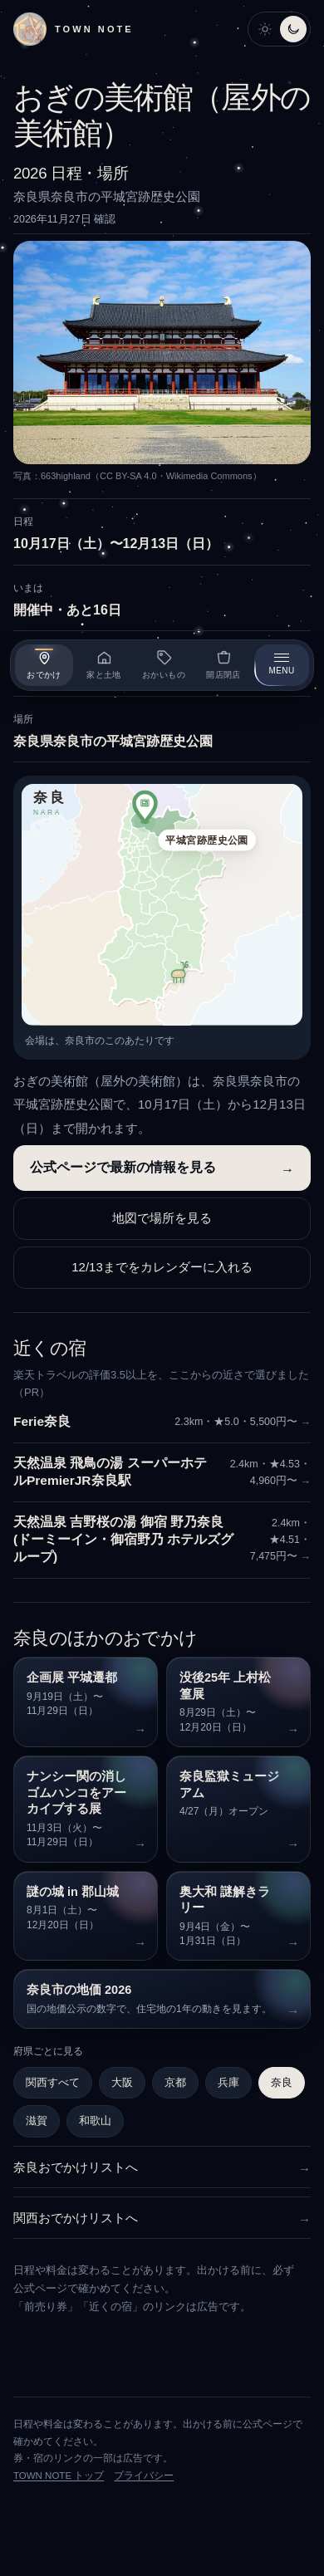 TOWN NOTE
おぎの美術館（屋外の
美術館）
2026 日程・場所
奈良県奈良市の平城宮跡歴史公園
2026年11月27日 確認
写真：663highland（CC BY-SA 4.0・Wikimedia Commons）
日程
10月17日（土）〜12月13日（日）
いまは
開催中・あと16日
おでかけ
家と土地
おかいもの
開店閉店
MENU
場所
奈良県奈良市の平城宮跡歴史公園
奈良
NARA
平城宮跡歴史公園
会場は、奈良市のこのあたりです
おぎの美術館（屋外の美術館）は、奈良県奈良市の
平城宮跡歴史公園で、10月17日（土）から12月13日
（日）まで開かれます。
公式ページで最新の情報を見る →
地図で場所を見る
12/13までをカレンダーに入れる
近くの宿
楽天トラベルの評価3.5以上を、ここからの近さで選びました
（PR）
Ferie奈良 2.3km・★5.0・5,500円〜 →
天然温泉 飛鳥の湯 スーパーホテ
ルPremierJR奈良駅
2.4km・★4.53・
4,960円〜 →
天然温泉 吉野桜の湯 御宿 野乃奈良
(ドーミーイン・御宿野乃 ホテルズグ
ループ)
2.4km・
★4.51・
7,475円〜 →
奈良のほかのおでかけ
企画展 平城遷都
9月19日（土）〜
11月29日（日）
→
没後25年 上村松
篁展
8月29日（土）〜
12月20日（日）
→
ナンシー関の消し
ゴムハンコをアー
カイブする展
11月3日（火）〜
11月29日（日）
→
奈良監獄ミュージ
アム
4/27（月）オープン
→
謎の城 in 郡山城
8月1日（土）〜
12月20日（日）
→
奥大和 謎解きラ
リー
9月4日（金）〜
1月31日（日）
→
奈良市の地価 2026
国の地価公示の数字で、住宅地の1年の動きを見ます。 →
府県ごとに見る
関西すべて
大阪
京都
兵庫
奈良
滋賀
和歌山
奈良おでかけリストへ →
関西おでかけリストへ →
日程や料金は変わることがあります。出かける前に、必ず
公式ページで確かめてください。
「前売り券」「近くの宿」のリンクは広告です。
日程や料金は変わることがあります。出かける前に公式ページで
確かめてください。
券・宿のリンクの一部は広告です。
TOWN NOTE トップ プライバシー